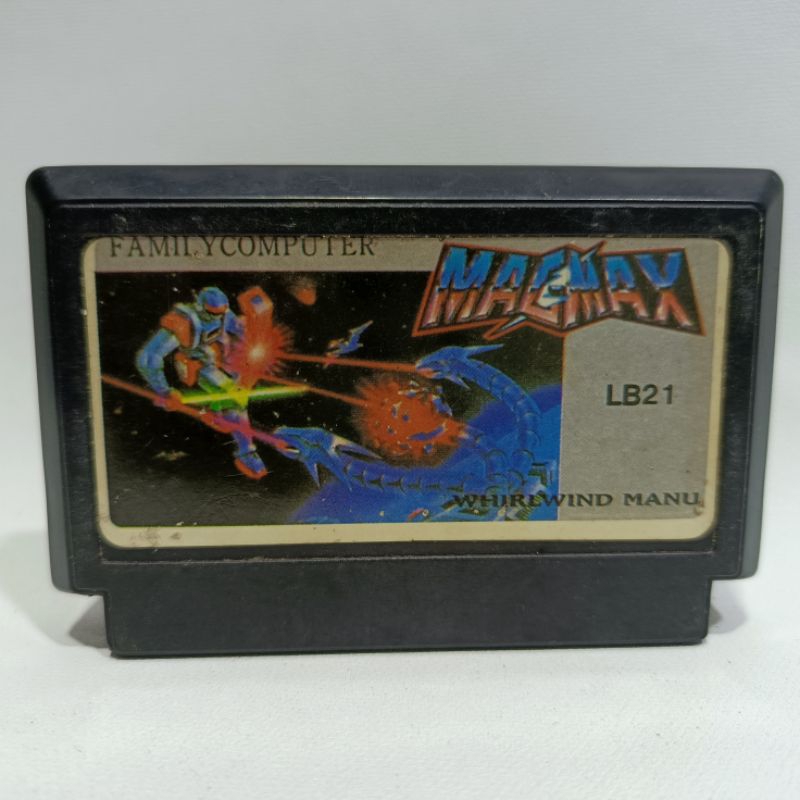 FAMILYCOMPUTER
MAGMAX
LB21
WHIRLWIND MANU